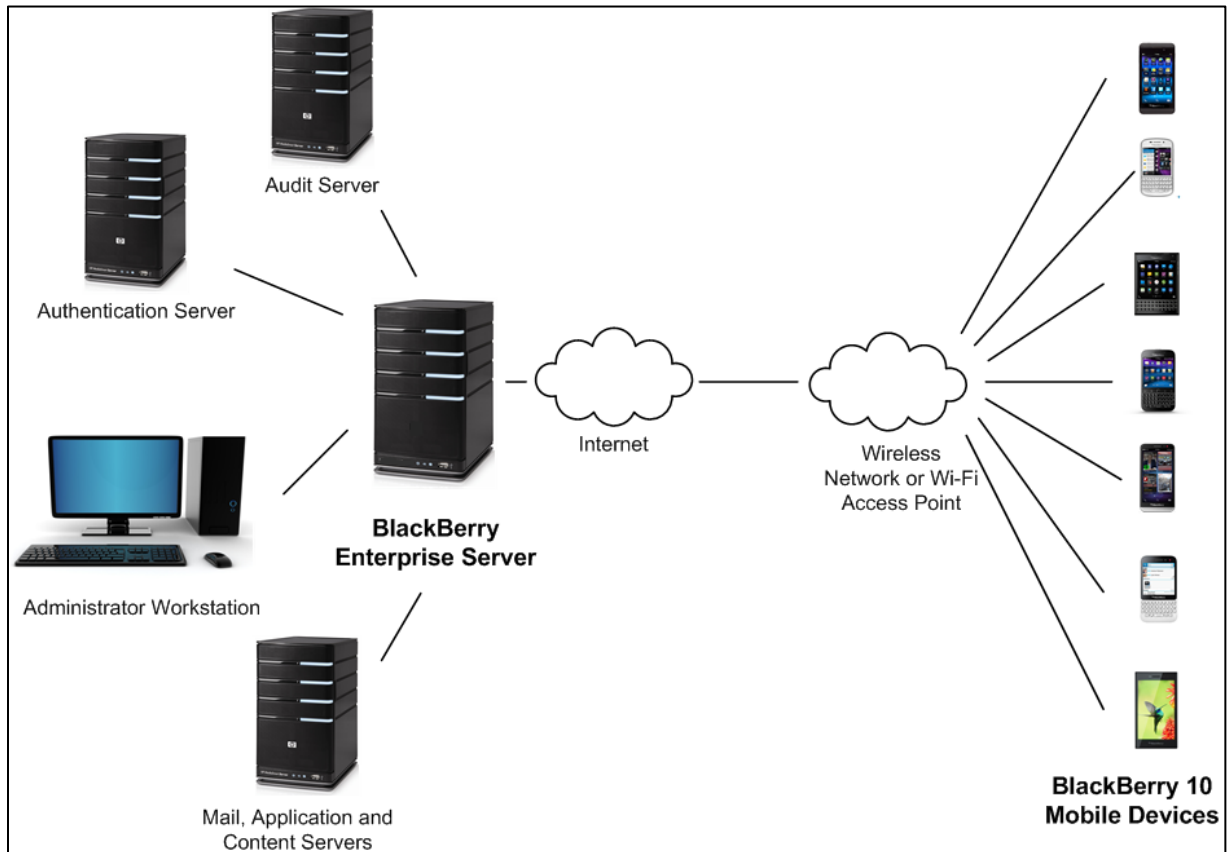 Audit Server
Authentication Server
Administrator Workstation
Mail, Application and
Content Servers
BlackBerry
Enterprise Server
Internet
Wireless
Network or Wi-Fi
Access Point
BlackBerry 10
Mobile Devices